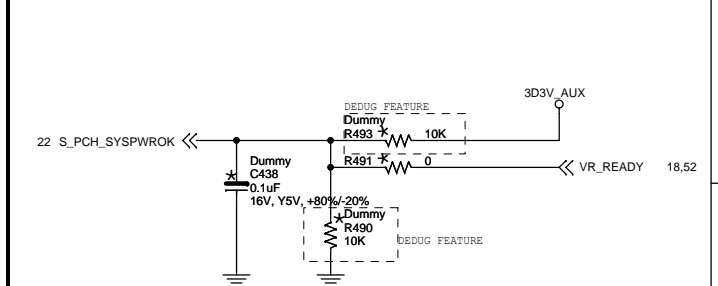 3D3V_AUX
DEDUG FEATURE
Dummy
R493 10K
22 S_PCH_SYSPWROK
R491 0
VR_READY 18,52
Dummy
C438
0.1uF
16V, Y5V, +80%/-20%
Dummy
R490
10K
DEDUG FEATURE